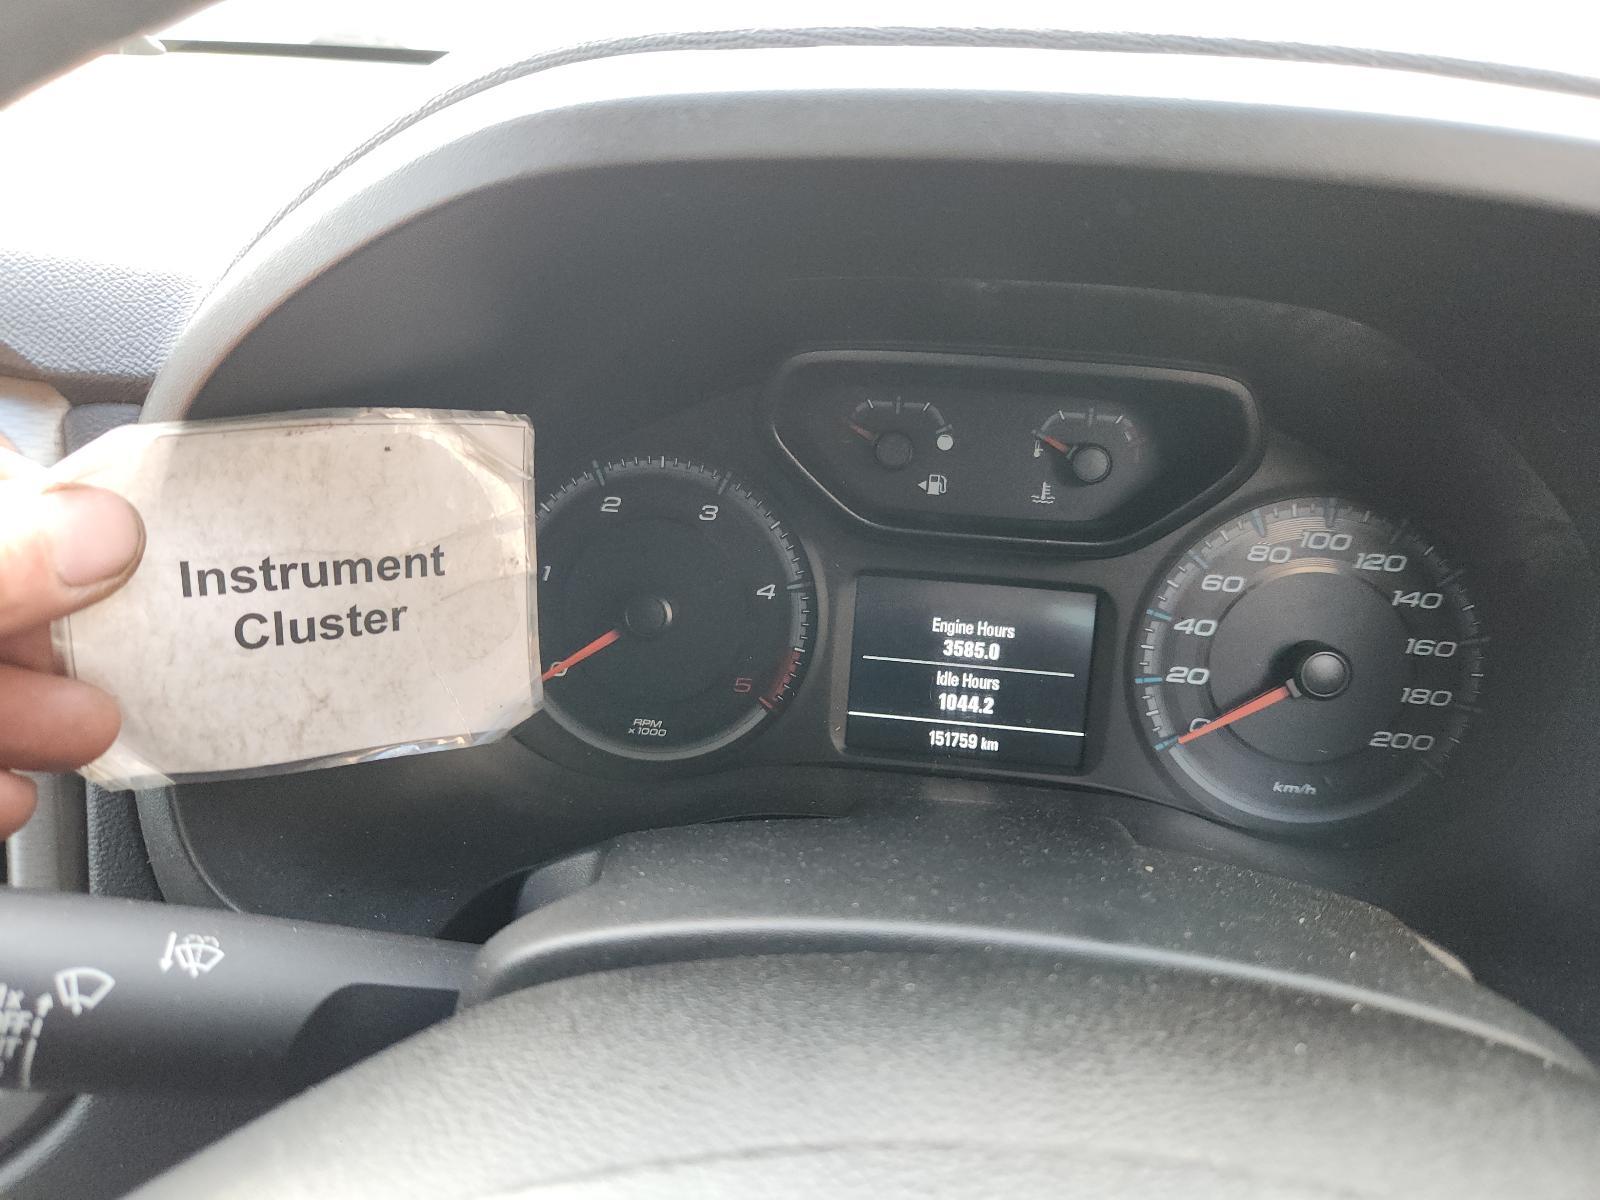 Instrument
Cluster
1
2
3
4
5
0
RPM
x1000
Engine Hours
3585.0
Idle Hours
1044.2
151759 km
0
20
40
60
80
100
120
140
160
180
200
km/h